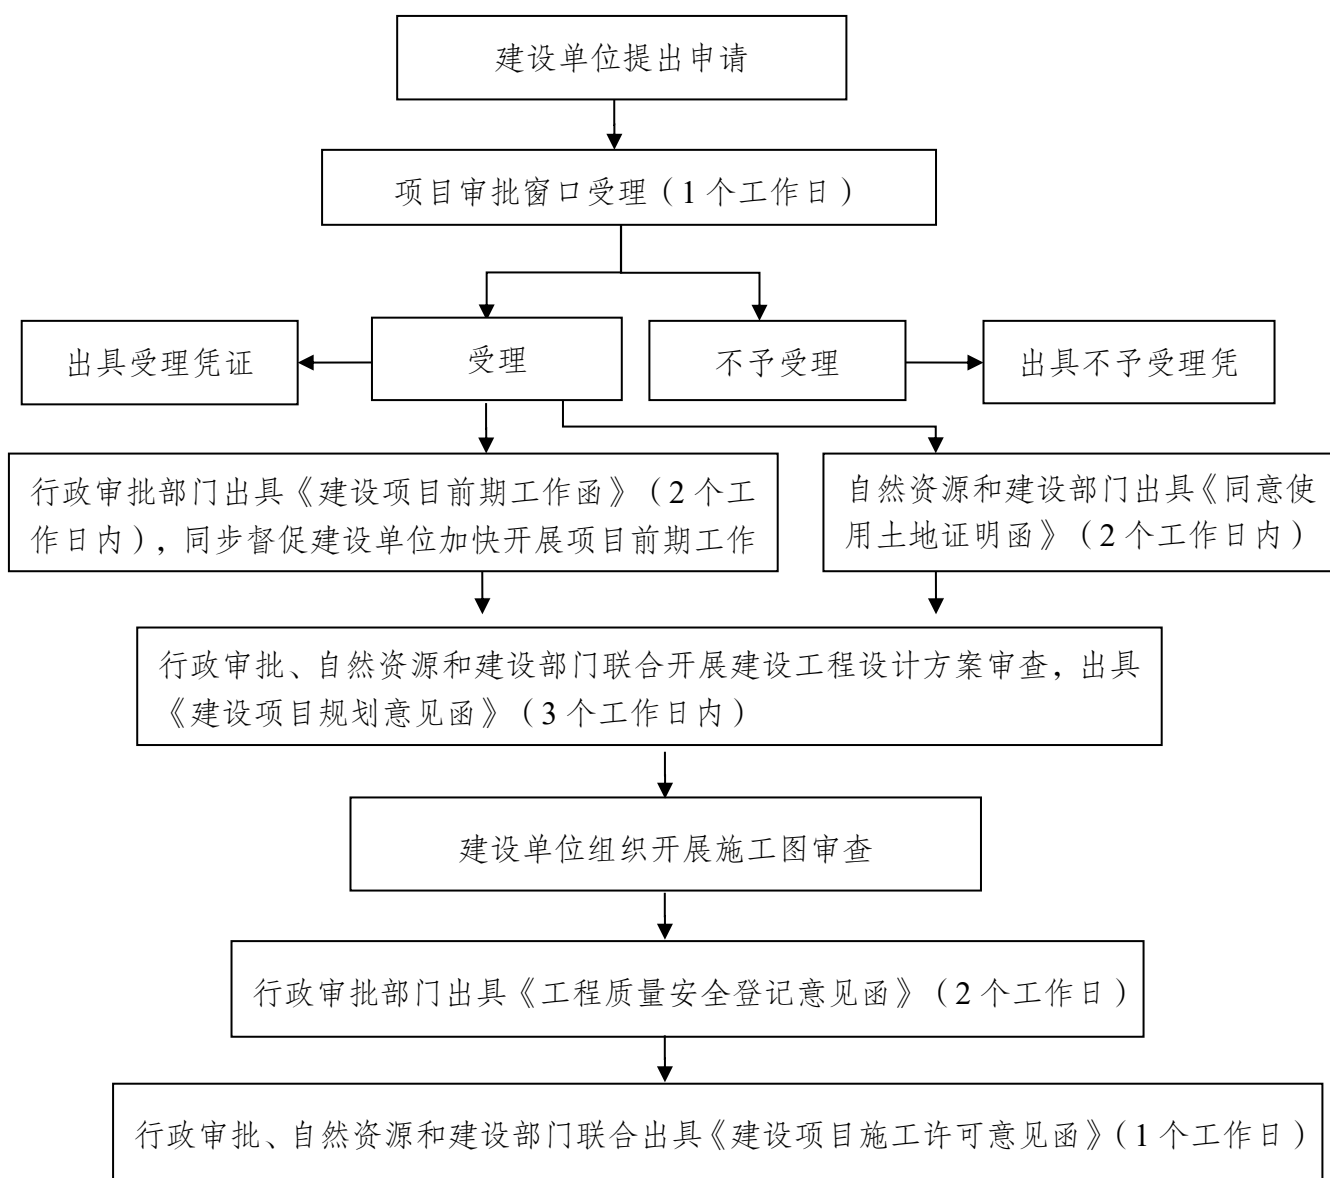 建设单位提出申请
项目审批窗口受理（1 个工作日）
出具受理凭证
受理
不予受理
出具不予受理凭
行政审批部门出具《建设项目前期工作函》（2 个工
作日内），同步督促建设单位加快开展项目前期工作
自然资源和建设部门出具《同意使
用土地证明函》（2 个工作日内）
行政审批、自然资源和建设部门联合开展建设工程设计方案审查，出具
《建设项目规划意见函》（3 个工作日内）
建设单位组织开展施工图审查
行政审批部门出具《工程质量安全登记意见函》（2 个工作日）
行政审批、自然资源和建设部门联合出具《建设项目施工许可意见函》（1 个工作日）